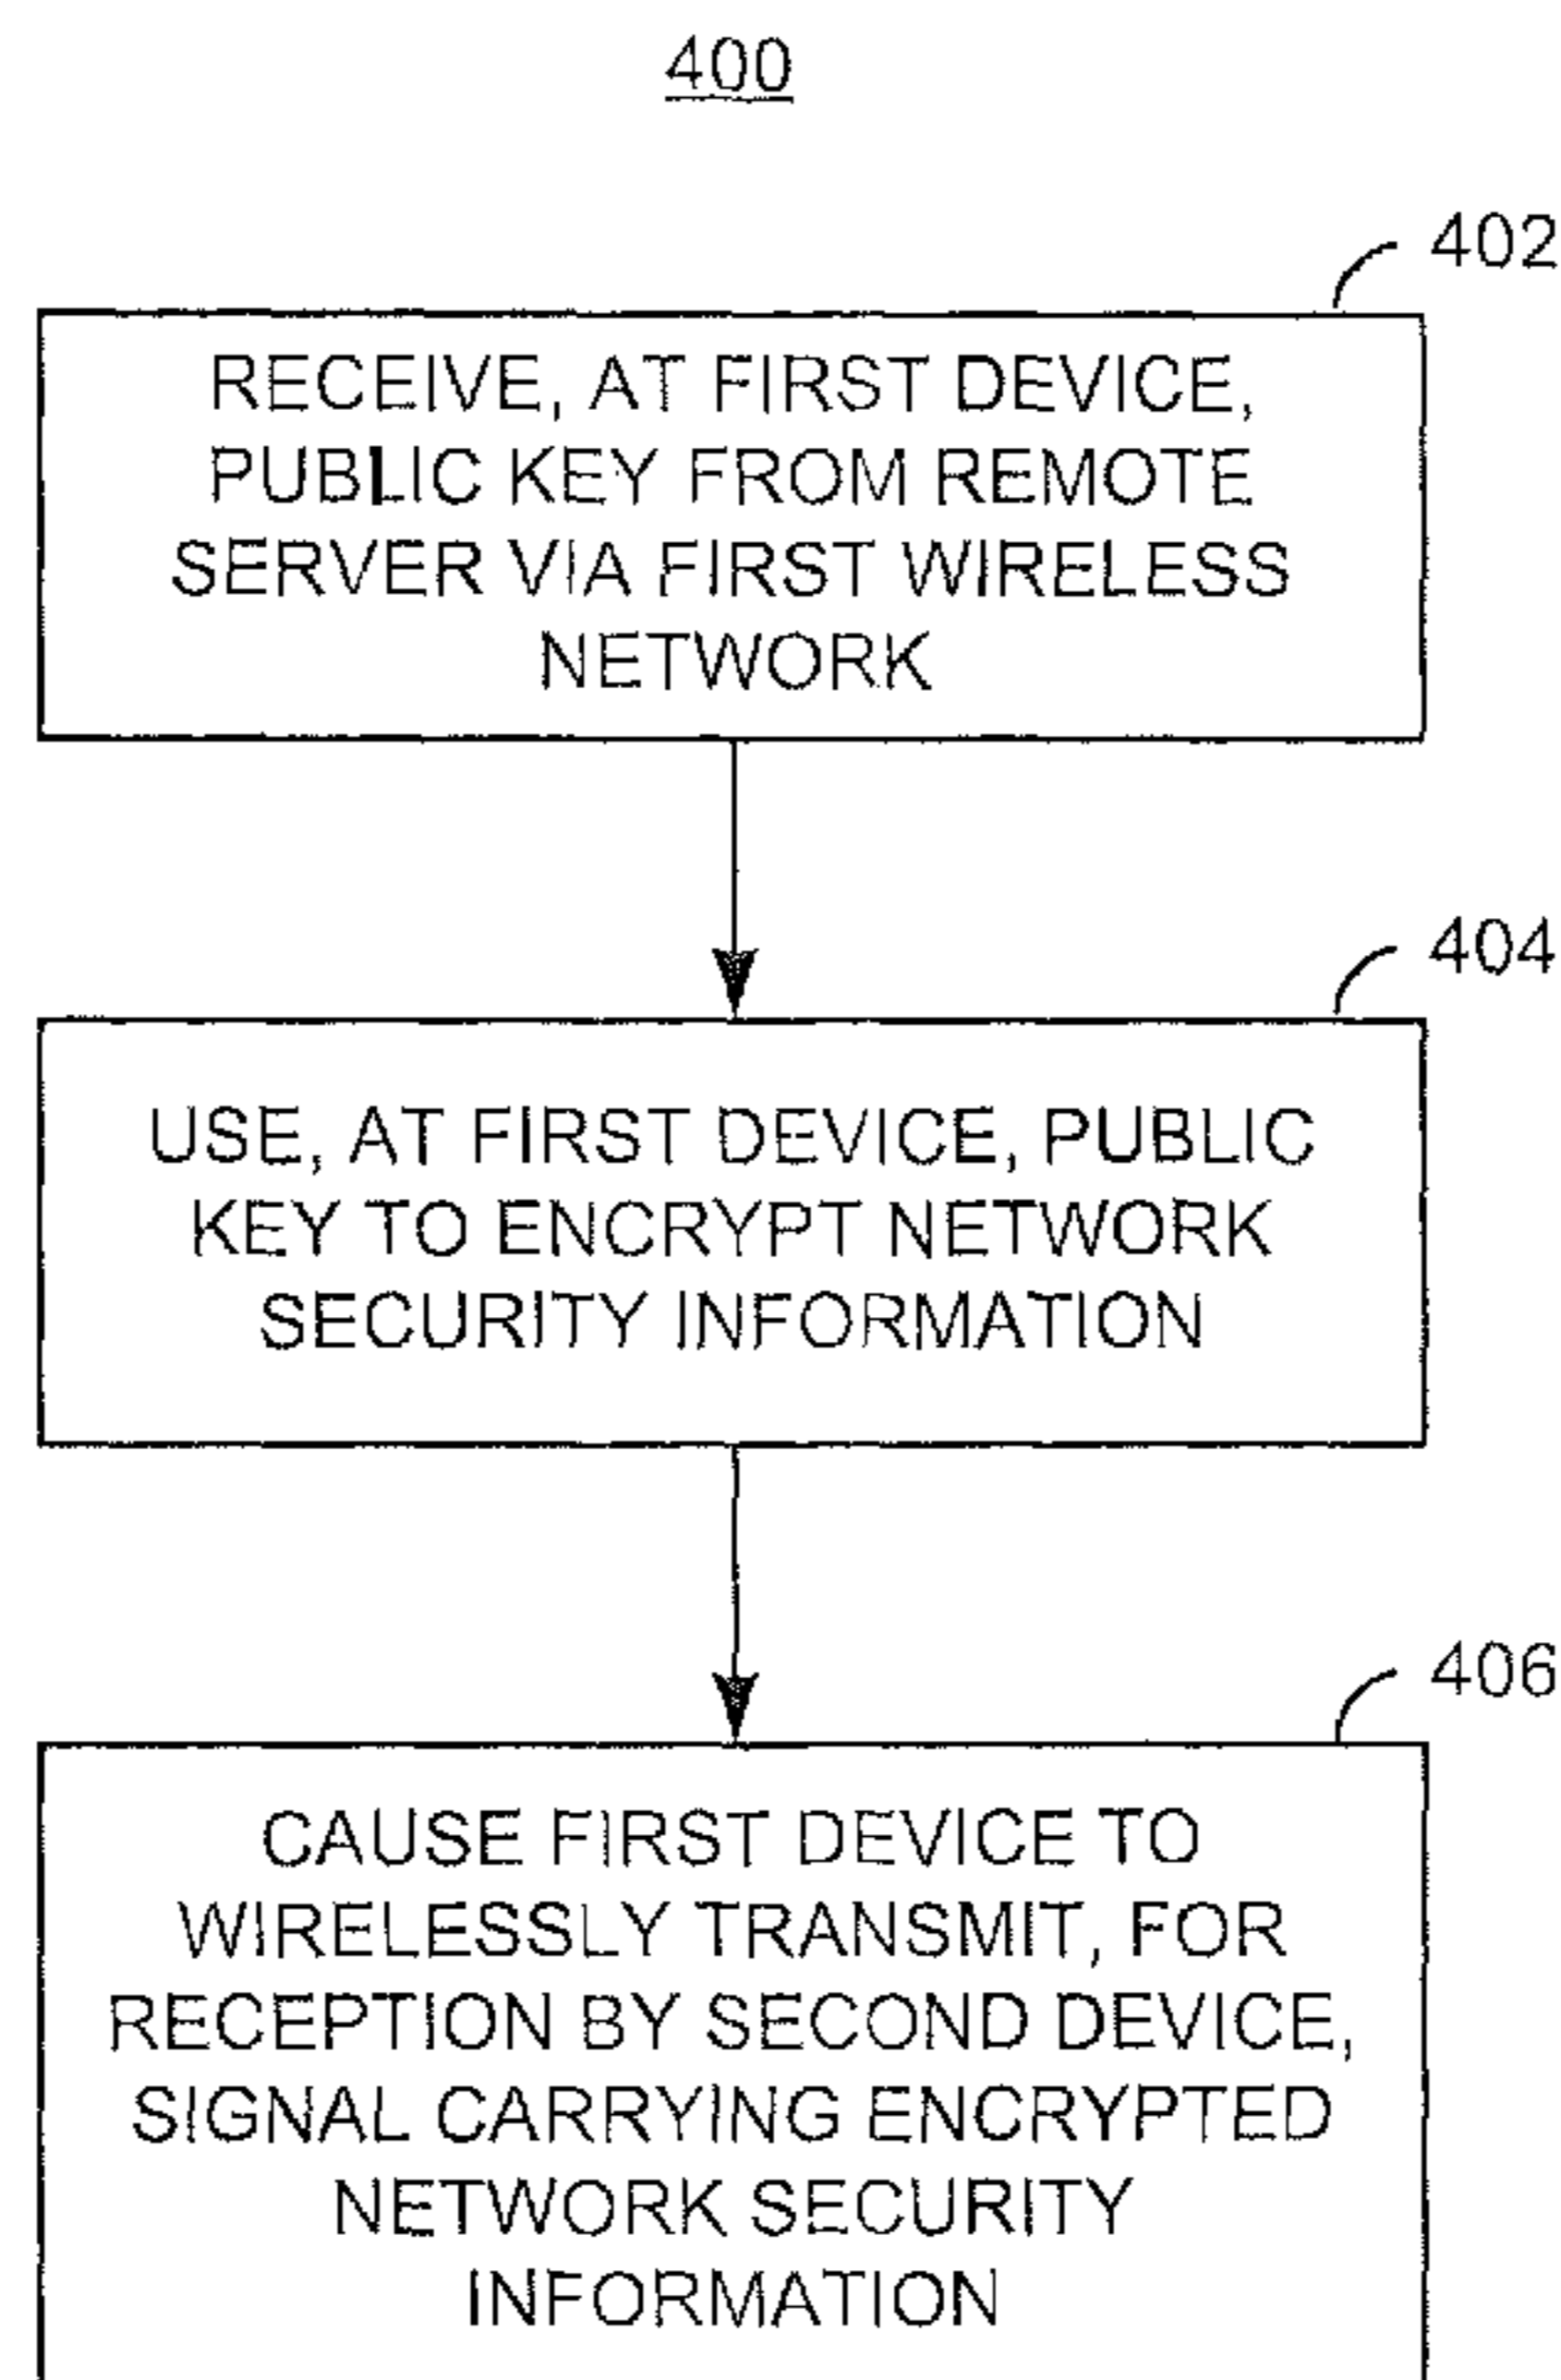 400
402
RECEIVE, AT FIRST DEVICE,
PUBLIC KEY FROM REMOTE
SERVER VIA FIRST WIRELESS
NETWORK
404
USE, AT FIRST DEVICE, PUBLIC
KEY TO ENCRYPT NETWORK
SECURITY INFORMATION
406
CAUSE FIRST DEVICE TO
WIRELESSLY TRANSMIT, FOR
RECEPTION BY SECOND DEVICE,
SIGNAL CARRYING ENCRYPTED
NETWORK SECURITY
INFORMATION